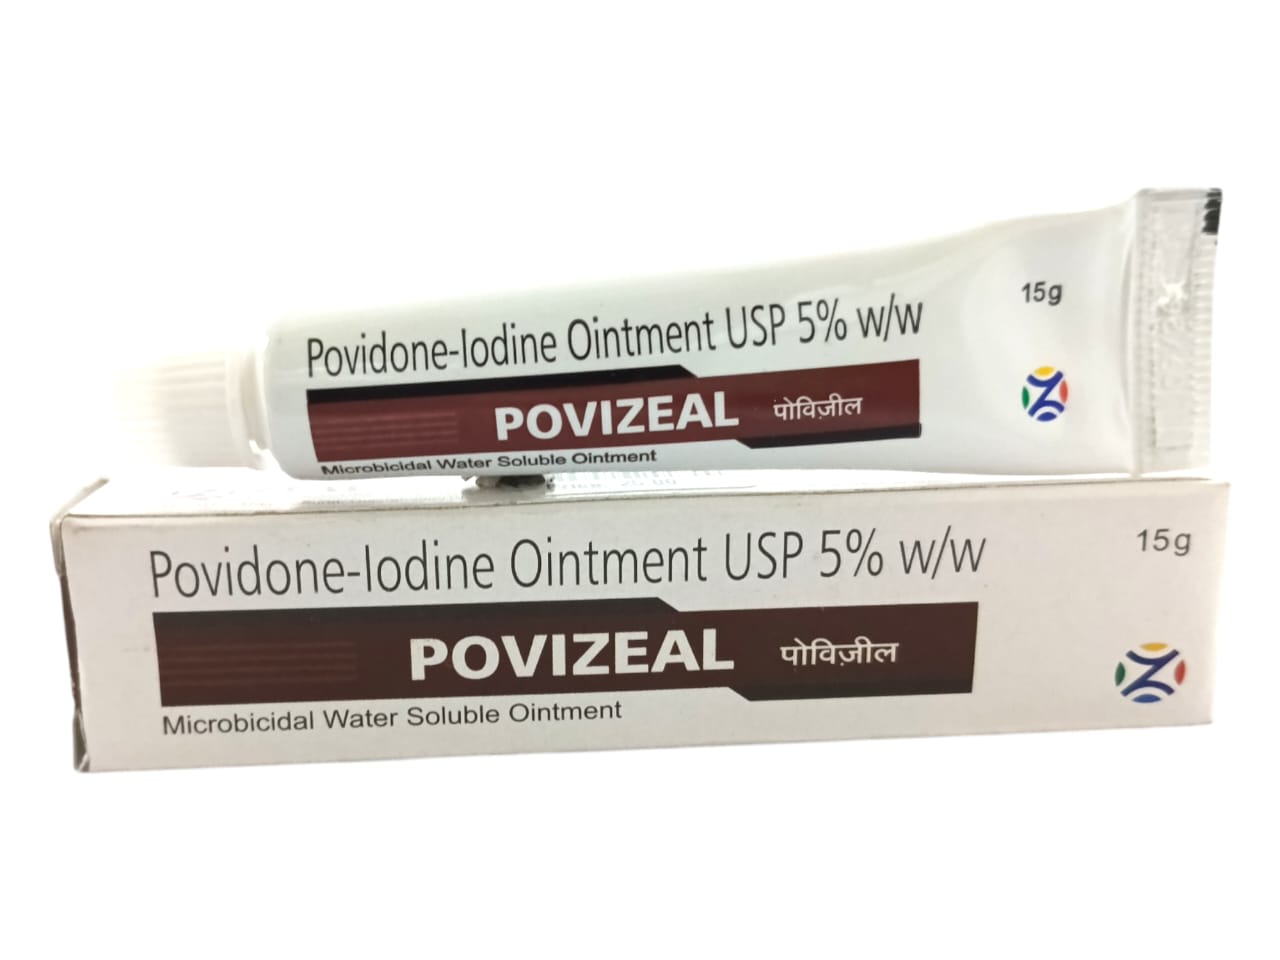 Povidone-Iodine Ointment USP 5% w/w
15g
POVIZEAL पोविज़ील
Microbicidal Water Soluble Ointment
Povidone-Iodine Ointment USP 5% w/w
15g
POVIZEAL पोविज़ील
Microbicidal Water Soluble Ointment